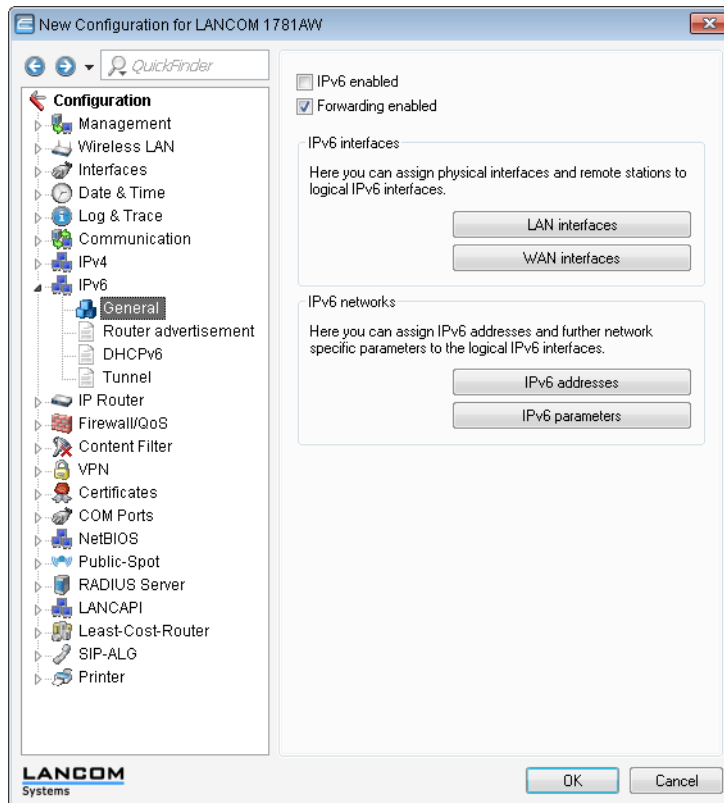 New Configuration for LANCOM 1781AW
QuickFinder
Configuration
Management
Wireless LAN
Interfaces
Date & Time
Log & Trace
Communication
IPv4
IPv6
General
Router advertisement
DHCPv6
Tunnel
IP Router
Firewall/QoS
Content Filter
VPN
Certificates
COM Ports
NetBIOS
Public-Spot
RADIUS Server
LANCAPI
Least-Cost-Router
SIP-ALG
Printer
IPv6 enabled
Forwarding enabled
IPv6 interfaces
Here you can assign physical interfaces and remote stations to
logical IPv6 interfaces.
LAN interfaces
WAN interfaces
IPv6 networks
Here you can assign IPv6 addresses and further network
specific parameters to the logical IPv6 interfaces.
IPv6 addresses
IPv6 parameters
LANCOM
Systems
OK
Cancel